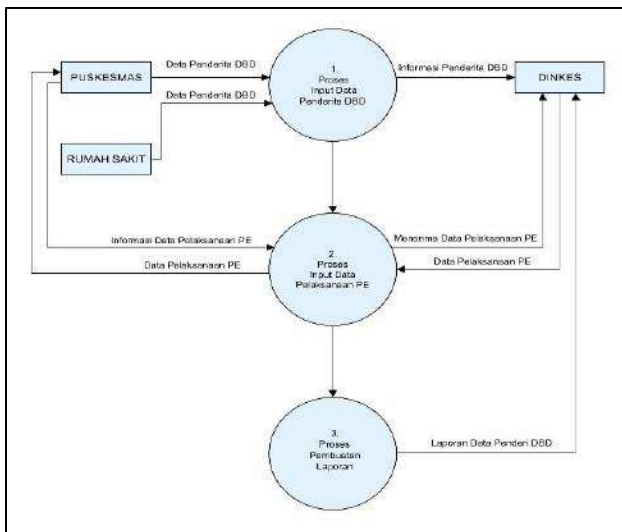 Data Penderita DBD
1.
Proses
Input Data
Penderita DBD
Informasi Penderita DBD
PUSKESMAS
DINKES
Data Penderita DBD
RUMAH SAKIT
Informasi Data Pelaksanaan PE
Menerima Data Pelaksanaan PE
2.
Proses
Input Data
Pelaksanaan PE
Data Pelaksanaan PE
Data Pelaksanaan PE
3.
Proses
Pembuatan
Laporan
Laporan Data Penderi DBD